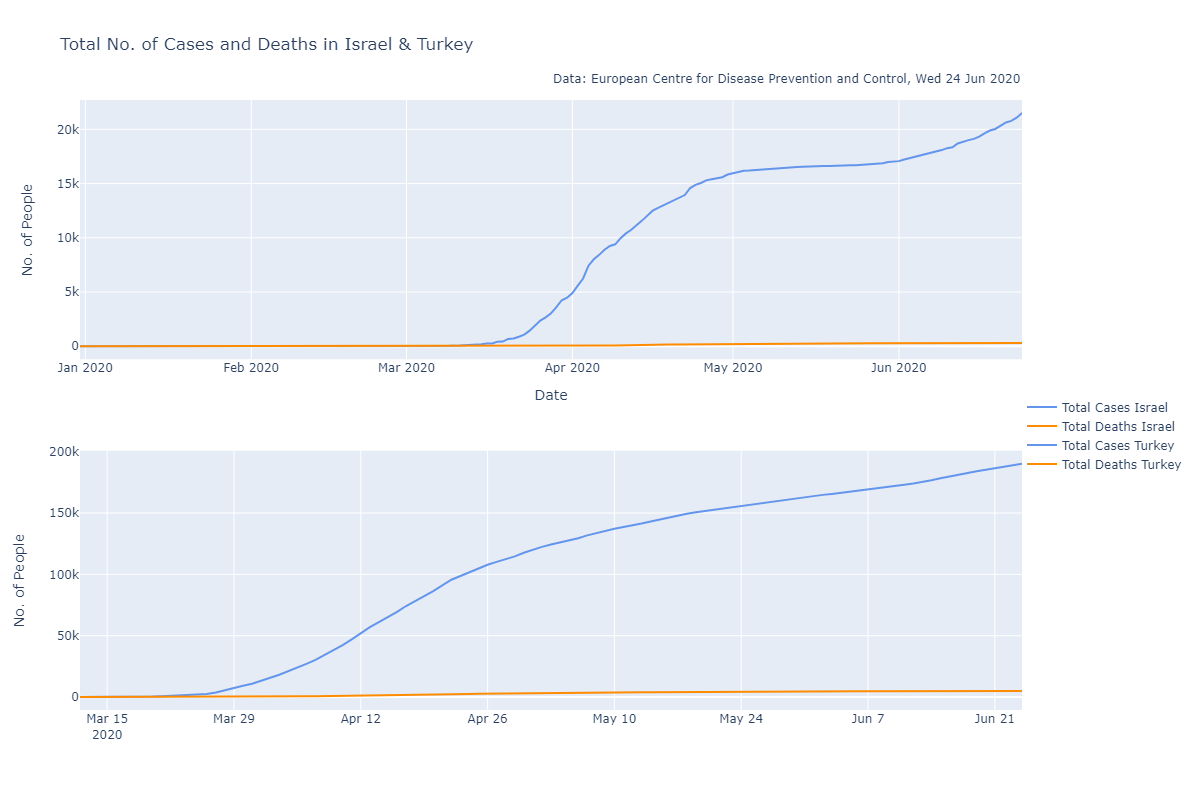 Total No. of Cases and Deaths in Israel & Turkey
Data: European Centre for Disease Prevention and Control, Wed 24 Jun 2020
No. of People
20k
15k
10k
5k
0
Jan 2020 Feb 2020 Mar 2020 Apr 2020 May 2020 Jun 2020
Date
Total Cases Israel
Total Deaths Israel
Total Cases Turkey
Total Deaths Turkey
No. of People
200k
150k
100k
50k
0
Mar 15 Mar 29 Apr 12 Apr 26 May 10 May 24 Jun 7 Jun 21
2020